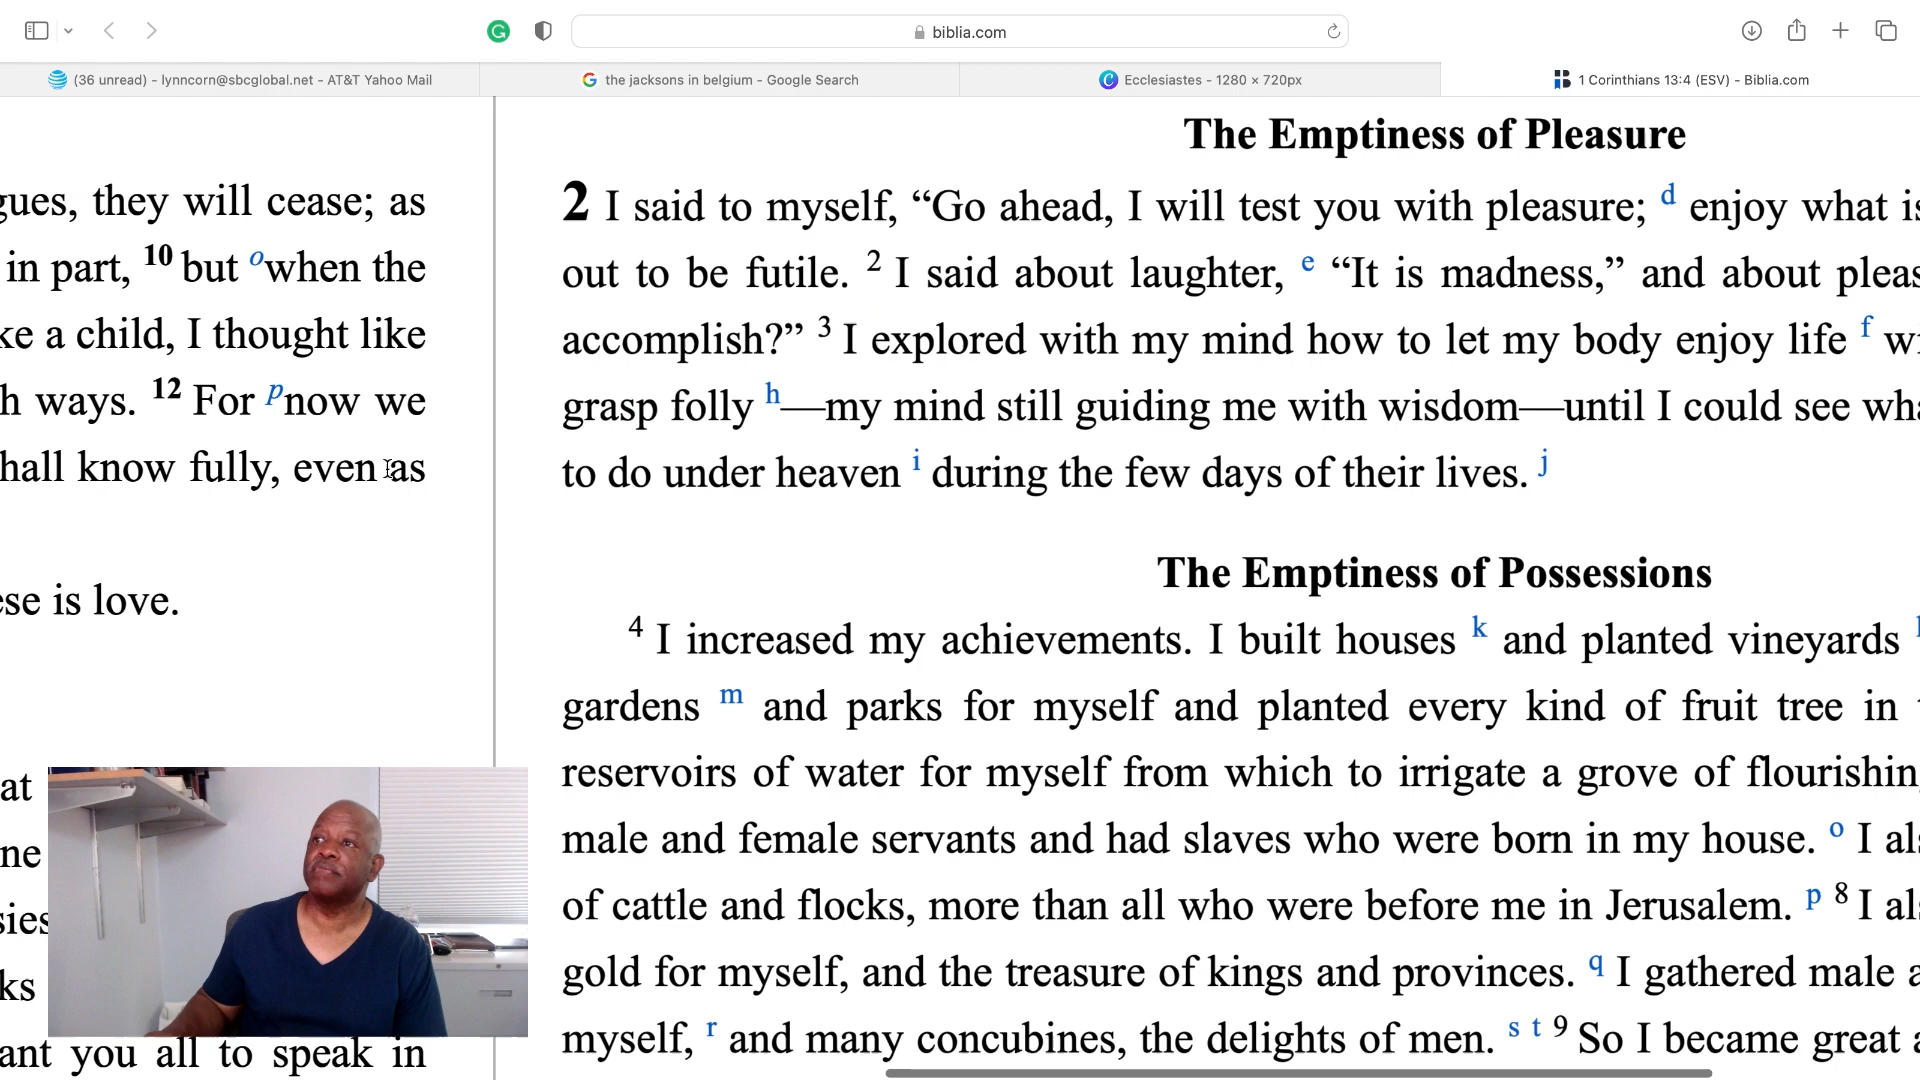 biblia.com
(36 unread) - lynncorn@sbcglobal.net - AT&T Yahoo Mail
the jacksons in belgium - Google Search
Ecclesiastes - 1280 × 720px
1 Corinthians 13:4 (ESV) - Biblia.com
gues, they will cease; as
in part, 10 but o when the
ke a child, I thought like
h ways. 12 For p now we
hall know fully, even as
ese is love.
at
ne
sies
ks
ant you all to speak in
The Emptiness of Pleasure
2 I said to myself, “Go ahead, I will test you with pleasure; d enjoy what is
out to be futile. 2 I said about laughter, e “It is madness,” and about pleas
accomplish?” 3 I explored with my mind how to let my body enjoy life f wi
grasp folly h—my mind still guiding me with wisdom—until I could see wha
to do under heaven i during the few days of their lives. j
The Emptiness of Possessions
4 I increased my achievements. I built houses k and planted vineyards
gardens m and parks for myself and planted every kind of fruit tree in
reservoirs of water for myself from which to irrigate a grove of flourishin
male and female servants and had slaves who were born in my house. o I als
of cattle and flocks, more than all who were before me in Jerusalem. p 8 I als
gold for myself, and the treasure of kings and provinces. q I gathered male a
myself, r and many concubines, the delights of men. s t 9 So I became great a